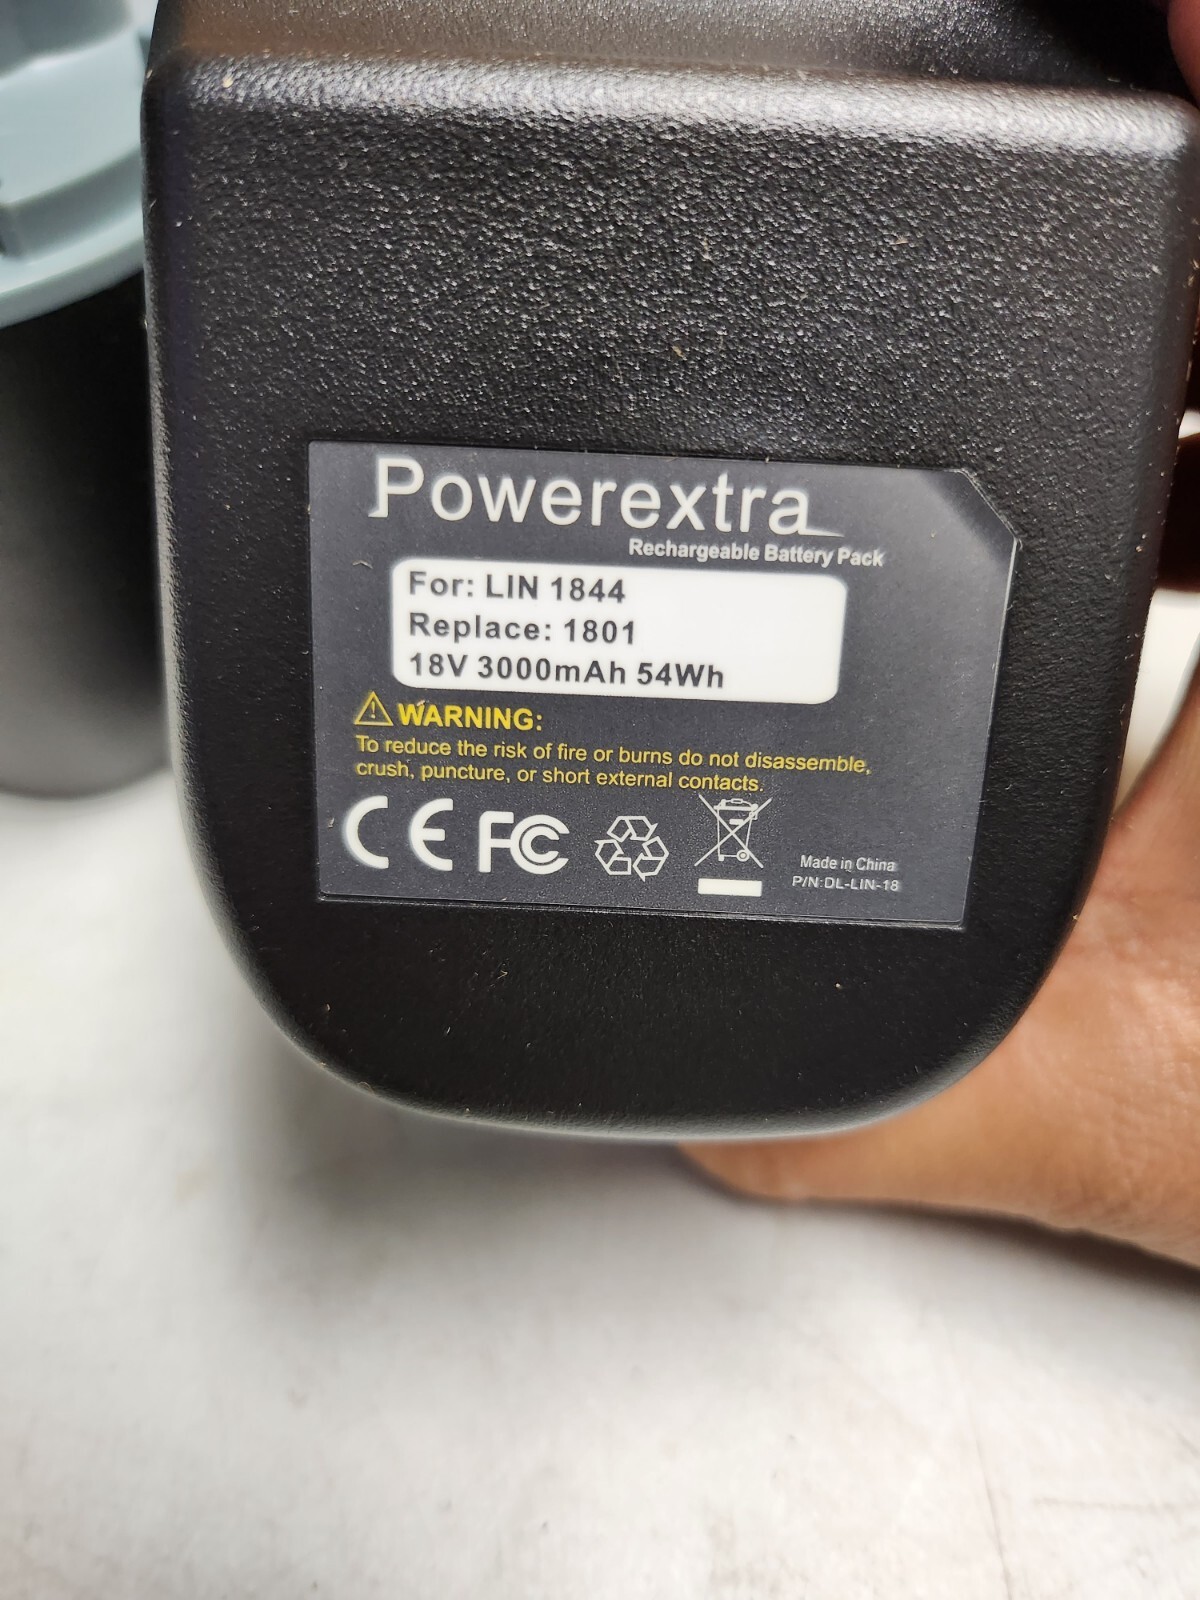 Powerextra
Rechargeable Battery Pack
For: LIN 1844
Replace: 1801
18V 3000mAh 54Wh
WARNING:
To reduce the risk of fire or burns do not disassemble,
crush, puncture, or short external contacts.
CE FC
Made in China
P/N:DL-LIN-18